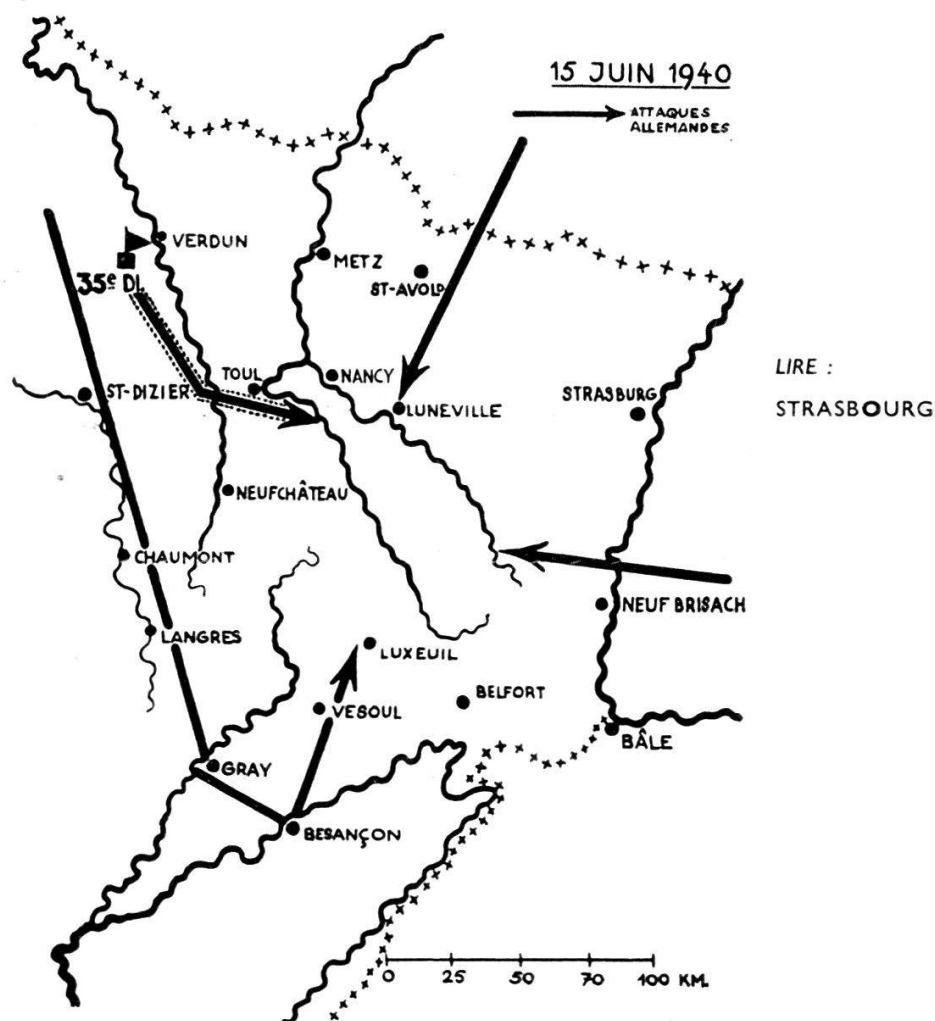 15 JUIN 1940
ATTAQUES
ALLEMANDES
VERDUN
METZ
ST-AVOLD
35e DI.
TOUL
NANCY
ST-DIZIER
LUNEVILLE
STRASBURG
LIRE :
STRASBOURG
NEUFCHÂTEAU
CHAUMONT
NEUF BRISACH
LANGRES
LUXEUIL
BELFORT
VESOUL
BÂLE
GRAY
BESANÇON
0 25 50 70 100 KM.